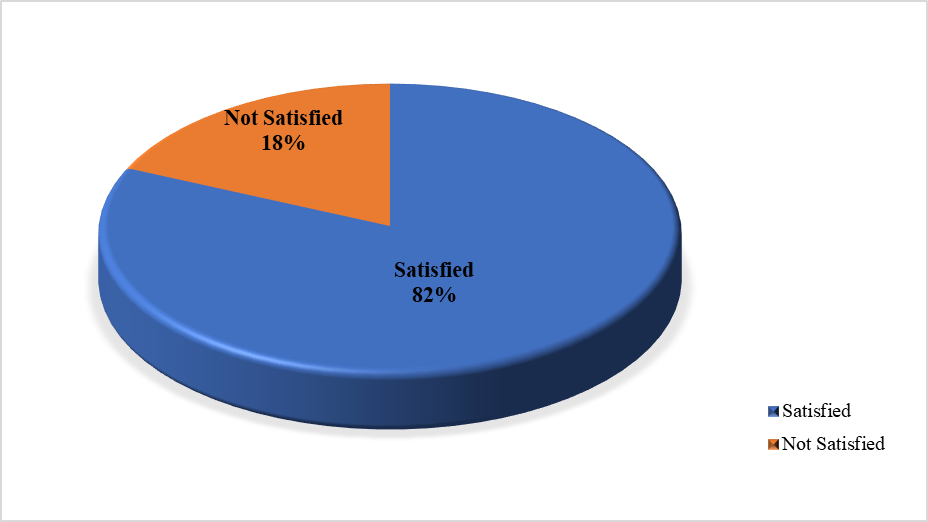 Not Satisfied
18%
Satisfied
82%
Satisfied
Not Satisfied